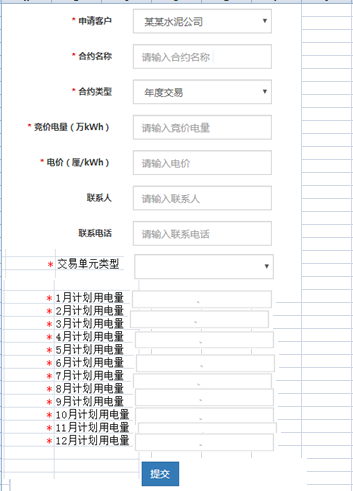 * 申请客户 某某水泥公司
* 合约名称 请输入合约名称
* 合约类型 年度交易
* 竞价电量（万kWh） 请输入竞价电量
* 电价（厘/kWh） 请输入电价
联系人 请输入联系人
联系电话 请输入联系电话
* 交易单元类型
* 1月计划用电量
* 2月计划用电量
* 3月计划用电量
* 4月计划用电量
* 5月计划用电量
* 6月计划用电量
* 7月计划用电量
* 8月计划用电量
* 9月计划用电量
* 10月计划用电量
* 11月计划用电量
* 12月计划用电量
提交